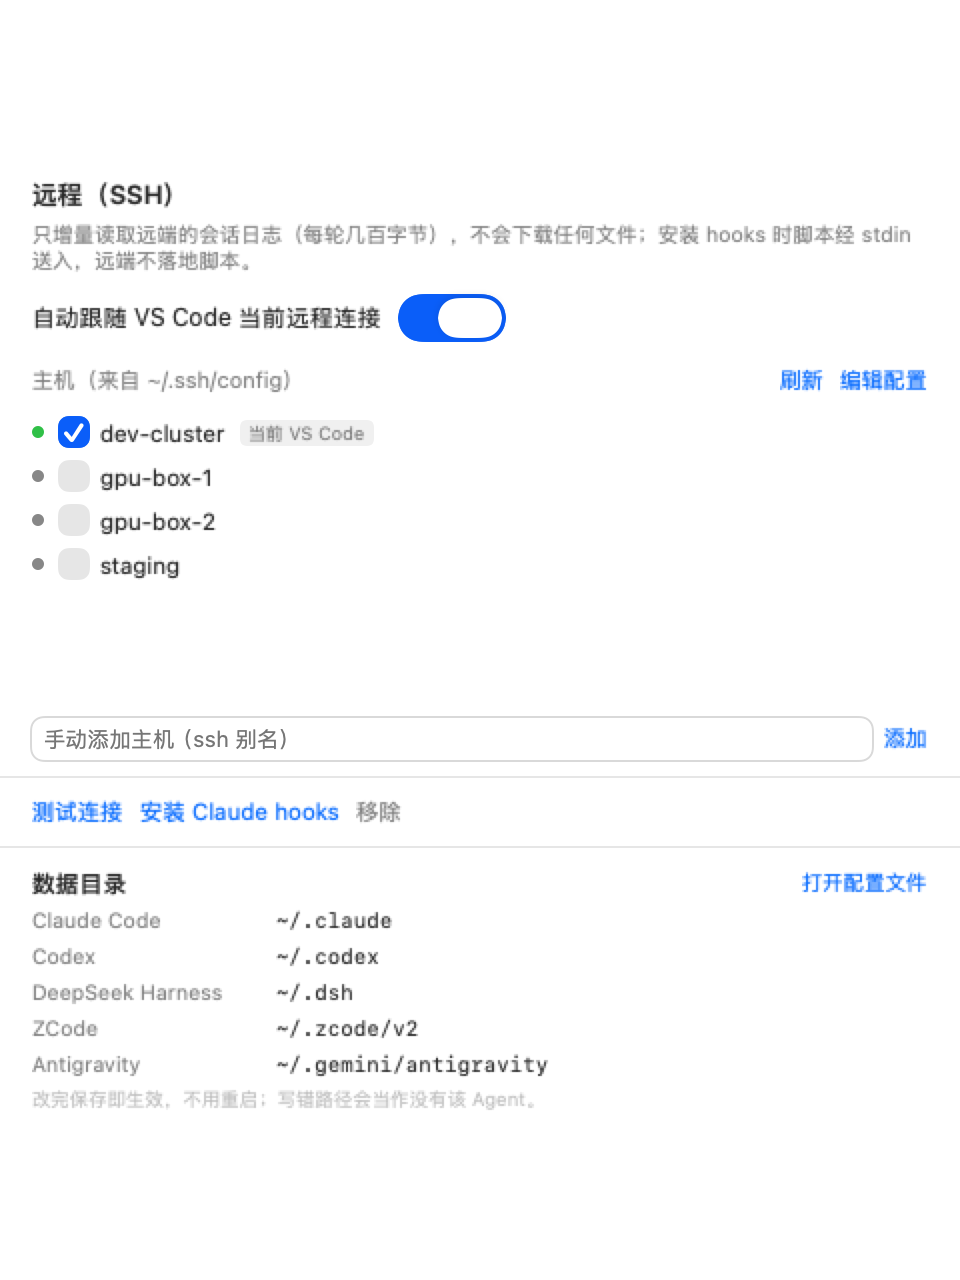 远程（SSH）
只增量读取远端的会话日志（每轮几百字节），不会下载任何文件；安装 hooks 时脚本经 stdin
送入，远端不落地脚本。
自动跟随 VS Code 当前远程连接
主机（来自 ~/.ssh/config） 刷新 编辑配置
dev-cluster 当前 VS Code
gpu-box-1
gpu-box-2
staging
手动添加主机（ssh 别名） 添加
测试连接 安装 Claude hooks 移除
数据目录 打开配置文件
Claude Code ~/.claude
Codex ~/.codex
DeepSeek Harness ~/.dsh
ZCode ~/.zcode/v2
Antigravity ~/.gemini/antigravity
改完保存即生效，不用重启；写错路径会当作没有该 Agent。